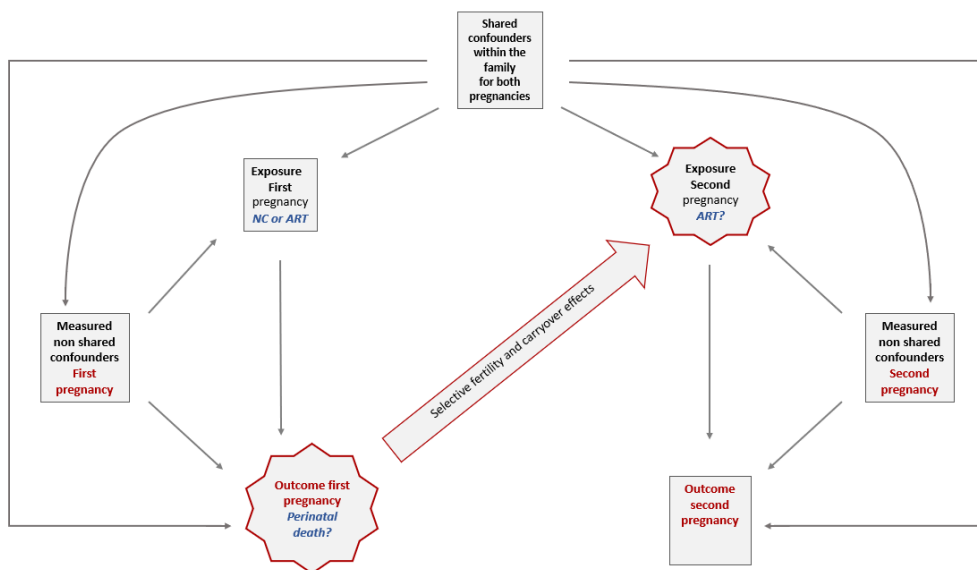 Shared
confounders
within the
family
for both
pregnancies
Exposure
First
pregnancy
NC or ART
Exposure
Second
pregnancy
ART?
Selective fertility and carryover effects
Measured
non shared
confounders
First
pregnancy
Measured
non shared
confounders
Second
pregnancy
Outcome first
pregnancy
Perinatal
death?
Outcome
second
pregnancy